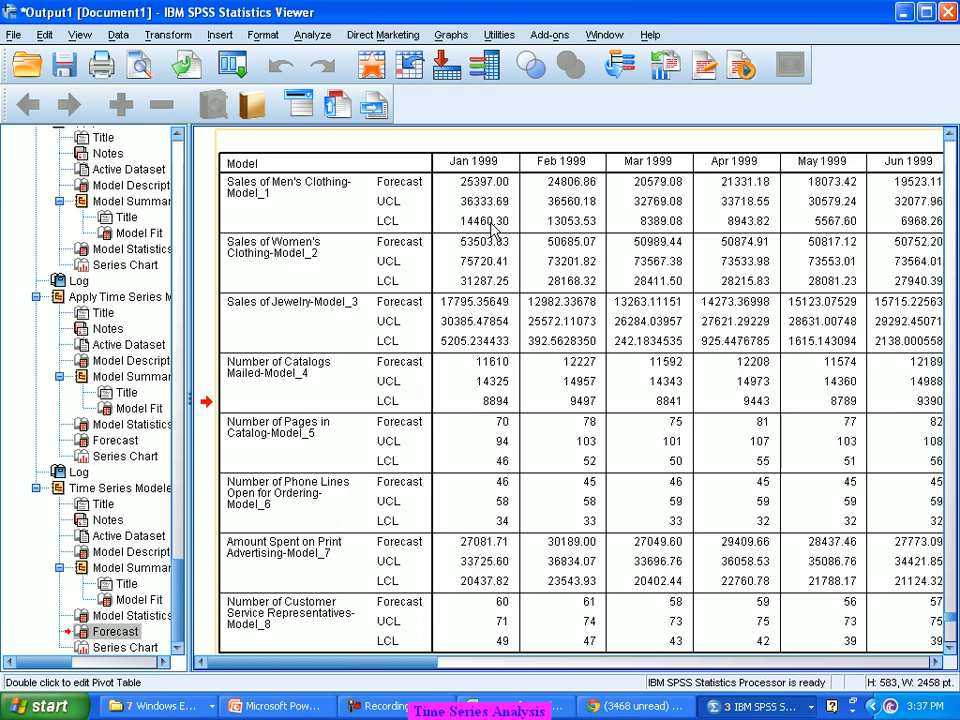 *Output1 [Document1] - IBM SPSS Statistics Viewer
File Edit View Data Transform Insert Format Analyze Direct Marketing Graphs Utilities Add-ons Window Help
Title
Notes
Active Dataset
Model Descript
Model Summar
Title
Model Fit
Model Statistics
Series Chart
Log
Apply Time Series M
Title
Notes
Active Dataset
Model Descript
Model Summar
Title
Model Fit
Model Statistics
Forecast
Series Chart
Log
Time Series Modele
Title
Notes
Active Dataset
Model Descript
Model Summar
Title
Model Fit
Model Statistics
Forecast
Series Chart
Model Jan 1999 Feb 1999 Mar 1999 Apr 1999 May 1999 Jun 1999
Sales of Men's Clothing- Forecast 25397.00 24806.86 20579.08 21331.18 18073.42 19523.11
Model_1 UCL 36333.69 36560.18 32769.08 33718.55 30579.24 32077.96
LCL 14460.30 13053.53 8389.08 8943.82 5567.60 6968.26
Sales of Women's Forecast 53503.83 50685.07 50989.44 50874.91 50817.12 50752.20
Clothing-Model_2 UCL 75720.41 73201.82 73567.38 73533.98 73553.01 73564.01
LCL 31287.25 28168.32 28411.50 28215.83 28081.23 27940.39
Sales of Jewelry-Model_3 Forecast 17795.35649 12982.33678 13263.11151 14273.36998 15123.07529 15715.22563
UCL 30385.47854 25572.11073 26284.03957 27621.29229 28631.00748 29292.45071
LCL 5205.234433 392.5628350 242.1834535 925.4476785 1615.143094 2138.000558
Number of Catalogs Forecast 11610 12227 11592 12208 11574 12189
Mailed-Model_4 UCL 14325 14957 14343 14973 14360 14988
LCL 8894 9497 8841 9443 8789 9390
Number of Pages in Forecast 70 78 75 81 77 82
Catalog-Model_5 UCL 94 103 101 107 103 108
LCL 46 52 50 55 51 56
Number of Phone Lines Forecast 46 45 46 45 45 45
Open for Ordering- UCL 58 58 59 59 59 59
Model_6 LCL 34 33 33 32 32 32
Amount Spent on Print Forecast 27081.71 30189.00 27049.60 29409.66 28437.46 27773.09
Advertising-Model_7 UCL 33725.60 36834.07 33696.76 36058.53 35086.76 34421.85
LCL 20437.82 23543.93 20402.44 22760.78 21788.17 21124.32
Number of Customer Forecast 60 61 58 59 56 57
Service Representatives- UCL 71 74 73 75 73 75
Model_8 LCL 49 47 43 42 39 39
Double click to edit Pivot Table IBM SPSS Statistics Processor is ready H: 583, W: 2458 pt.
start 7 Windows E... Microsoft Pow... Recording (3468 unread) ... 3 IBM SPSS S... 3:37 PM
Time Series Analysis